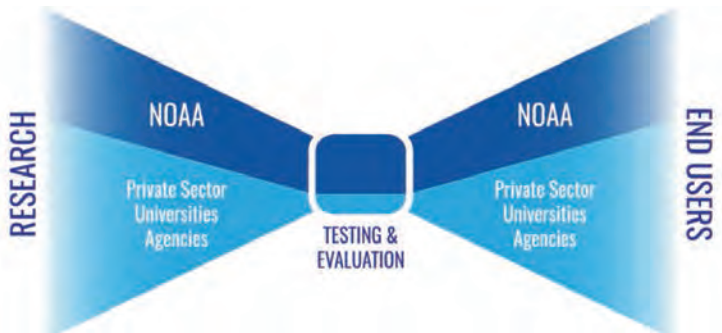 RESEARCH
NOAA
Private Sector
Universities
Agencies
TESTING &
EVALUATION
NOAA
Private Sector
Universities
Agencies
END USERS